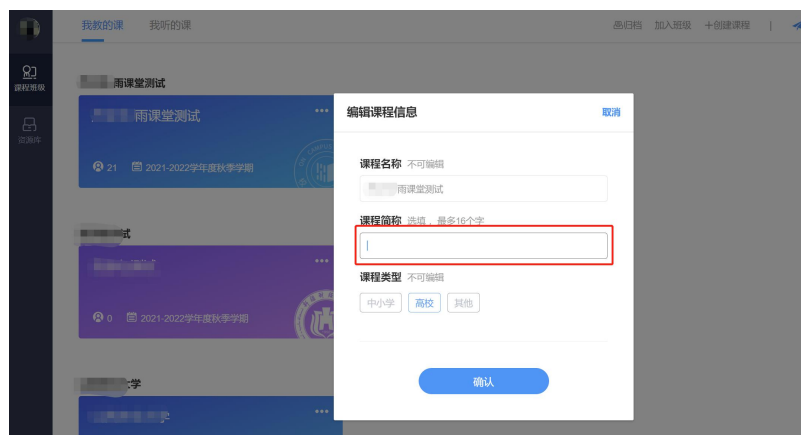 我教的课
我听的课
归档
加入班级
+创建课程
课程班级
资源库
雨课堂测试
雨课堂测试
21
2021-2022学年度秋季学期
试
0
2021-2022学年度秋季学期
学
编辑课程信息
取消
课程名称 不可编辑
雨课堂测试
课程简称 选填，最多16个字
课程类型 不可编辑
中小学
高校
其他
确认